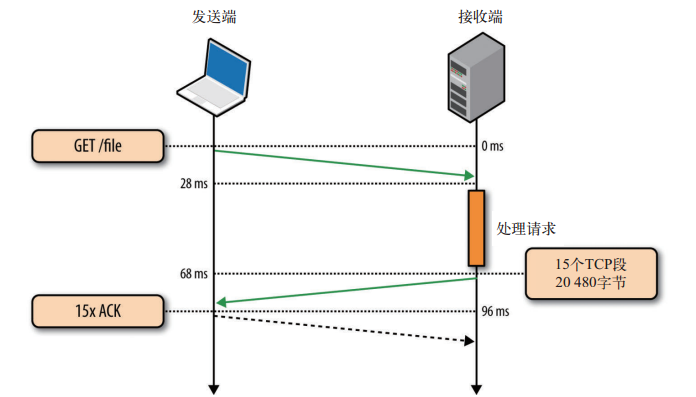 发送端
接收端
GET /file
0 ms
28 ms
处理请求
15个TCP段
20 480字节
68 ms
15x ACK
96 ms